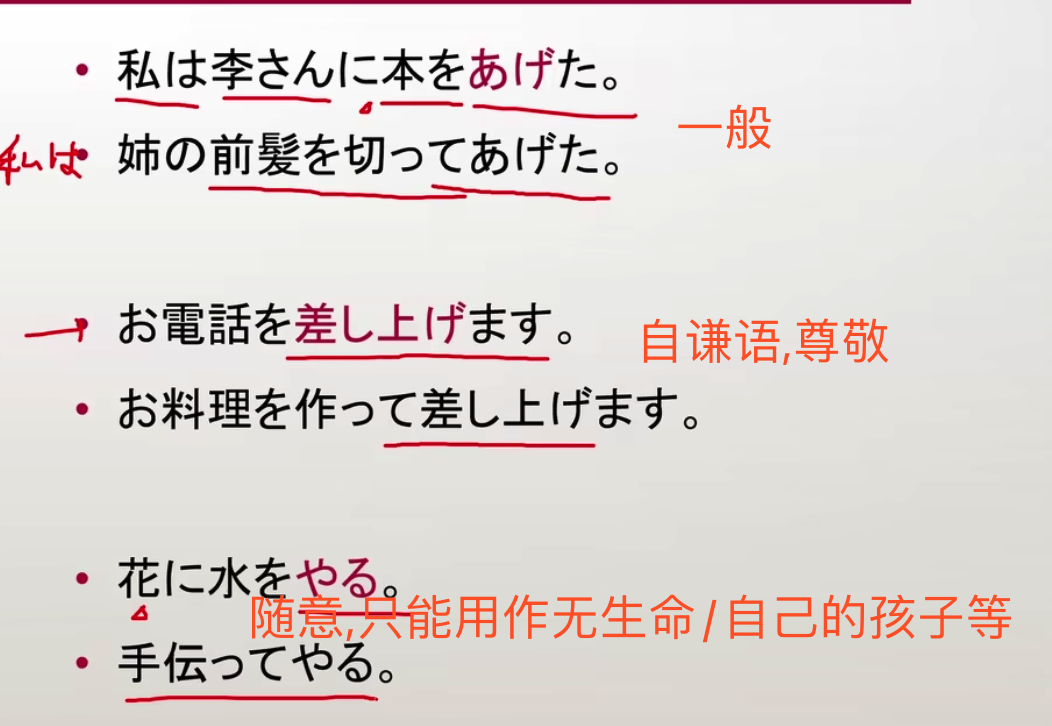 • 私は李さんに本をあげた。
一般
私は• 姉の前髪を切ってあげた。
• お電話を差し上げます。
自谦语,尊敬
• お料理を作って差し上げます。
• 花に水をやる。
随意,只能用作无生命/自己的孩子等
• 手伝ってやる。